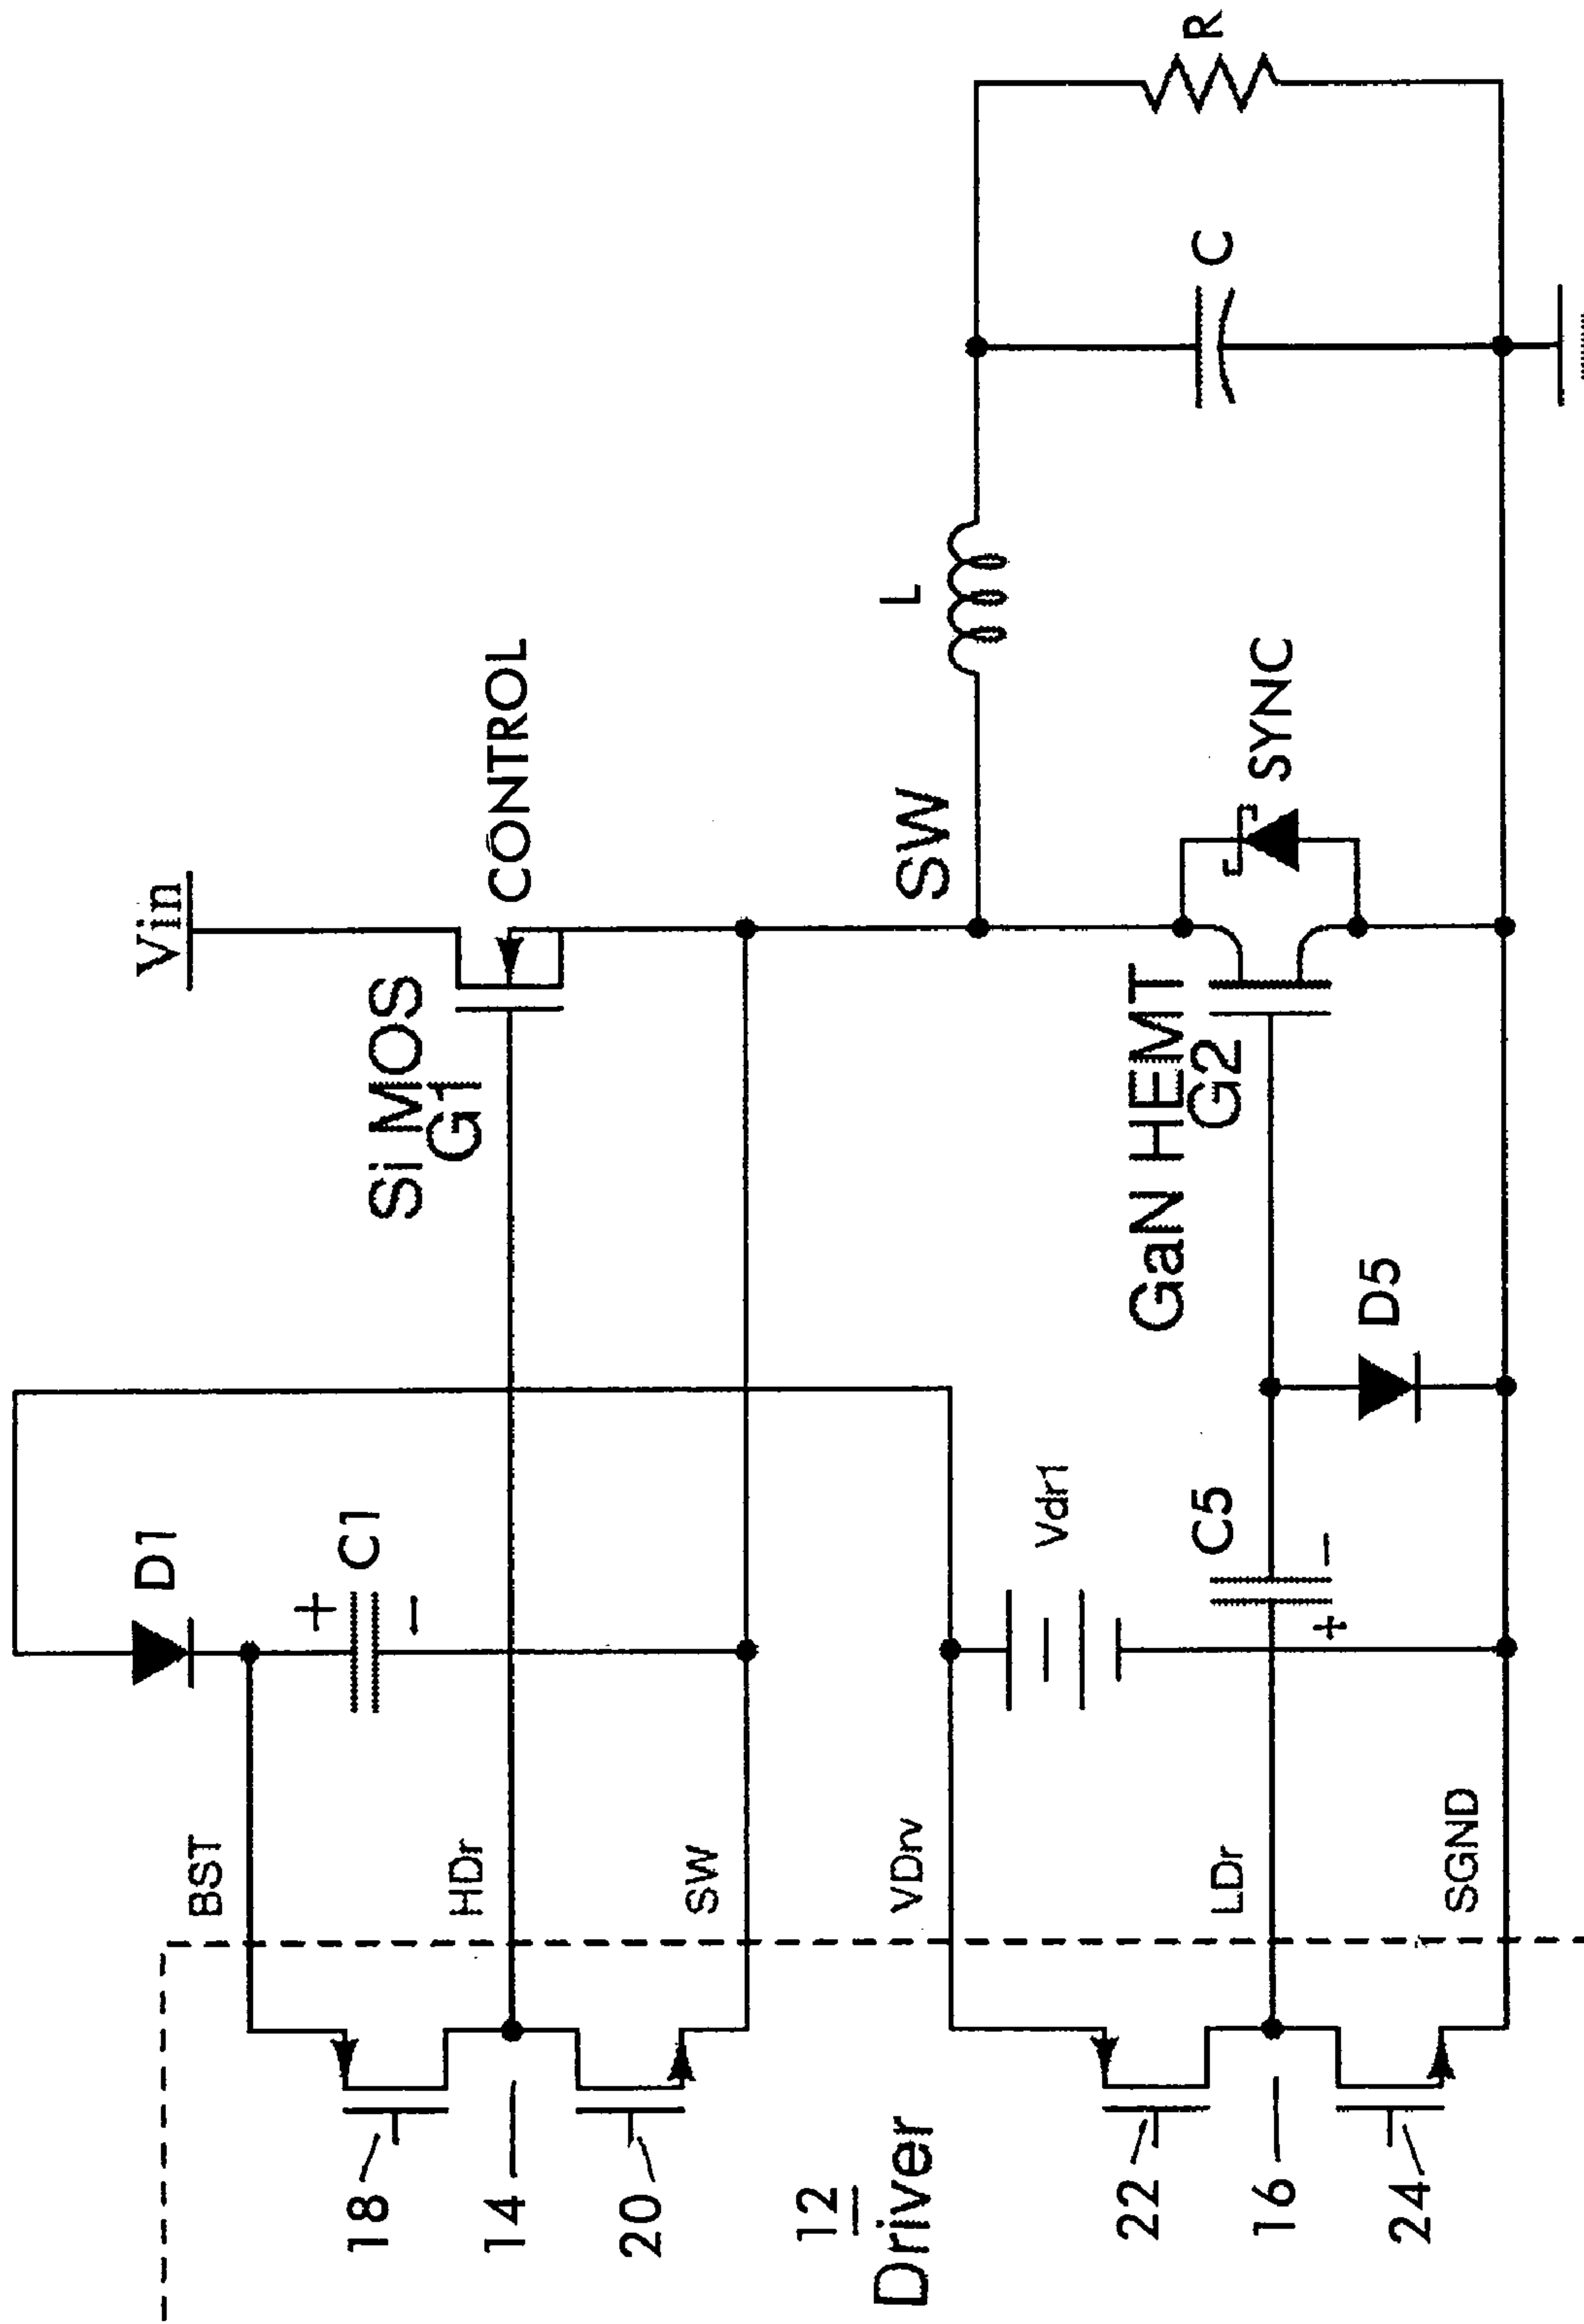 Vin
Si MOS
G1
CONTROL
D1
+
C1
-
BST
HDr
SW
18
14
20
12
Driver
VDrv
Vdr1
LDr
C5
+
-
SGND
22
16
24
D5
GaN HEMT
G2
SYNC
SW
L
C
R